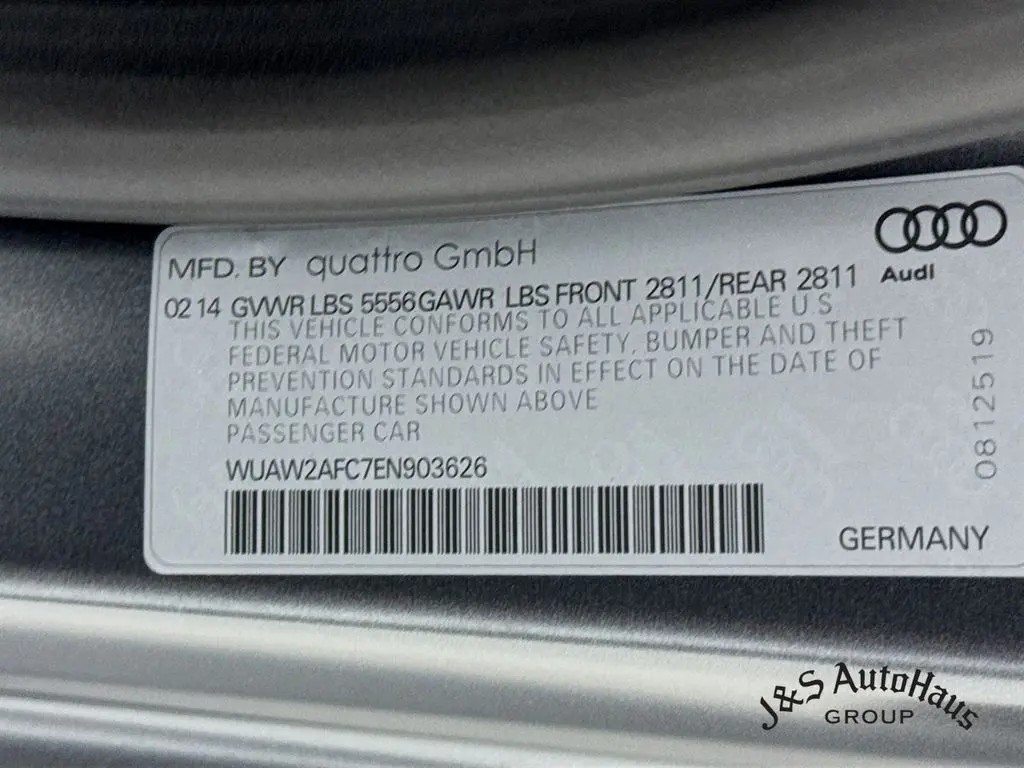 MFD. BY quattro GmbH
Audi
02 14 GVWR LBS 5556 GAWR LBS FRONT 2811/REAR 2811
THIS VEHICLE CONFORMS TO ALL APPLICABLE U.S
FEDERAL MOTOR VEHICLE SAFETY, BUMPER AND THEFT
PREVENTION STANDARDS IN EFFECT ON THE DATE OF
MANUFACTURE SHOWN ABOVE
PASSENGER CAR
WUAW2AFC7EN903626
08125519
GERMANY
J&S AutoHaus
GROUP